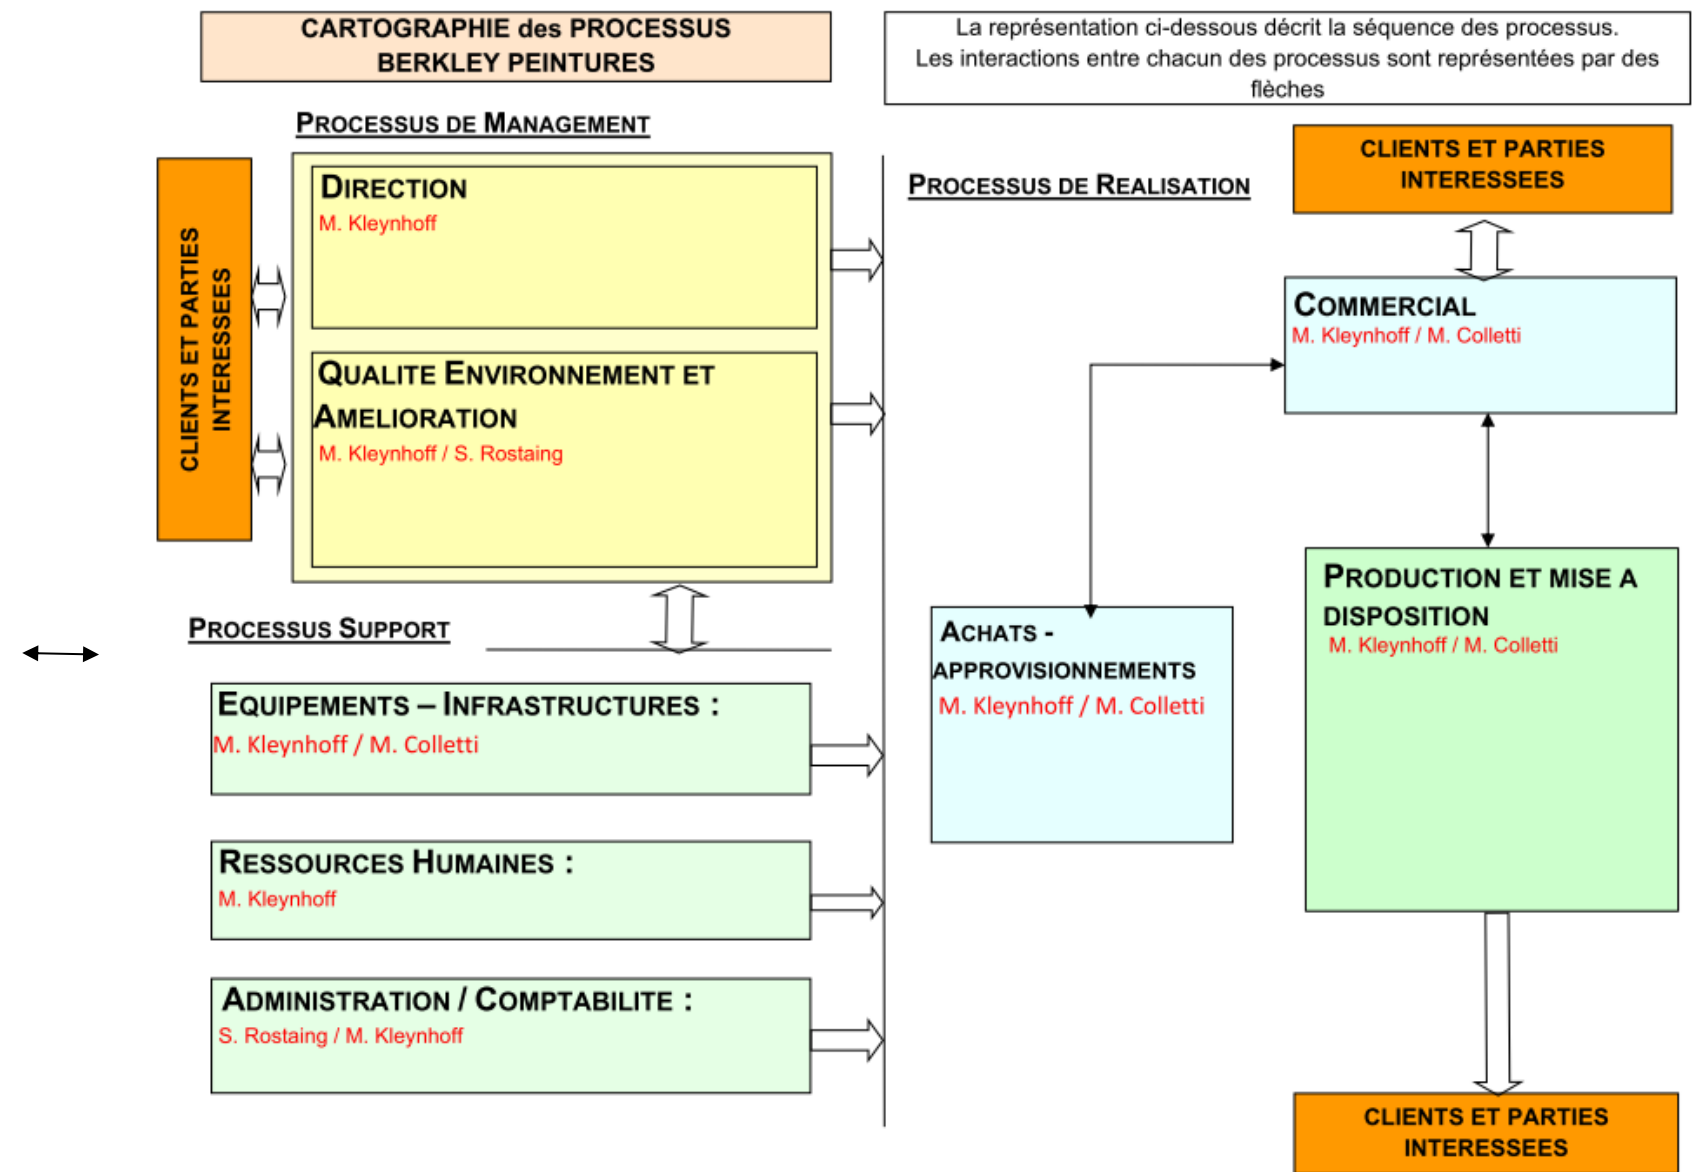 CARTOGRAPHIE des PROCESSUS
BERKLEY PEINTURES
La représentation ci-dessous décrit la séquence des processus.
Les interactions entre chacun des processus sont représentées par des
flèches
PROCESSUS DE MANAGEMENT
CLIENTS ET PARTIES
INTERESSEES
DIRECTION
M. Kleynhoff
QUALITE ENVIRONNEMENT ET
AMELIORATION
M. Kleynhoff / S. Rostaing
PROCESSUS SUPPORT
EQUIPEMENTS – INFRASTRUCTURES :
M. Kleynhoff / M. Colletti
RESSOURCES HUMAINES :
M. Kleynhoff
ADMINISTRATION / COMPTABILITE :
S. Rostaing / M. Kleynhoff
PROCESSUS DE REALISATION
CLIENTS ET PARTIES
INTERESSEES
COMMERCIAL
M. Kleynhoff / M. Colletti
ACHATS -
APPROVISIONNEMENTS
M. Kleynhoff / M. Colletti
PRODUCTION ET MISE A
DISPOSITION
M. Kleynhoff / M. Colletti
CLIENTS ET PARTIES
INTERESSEES